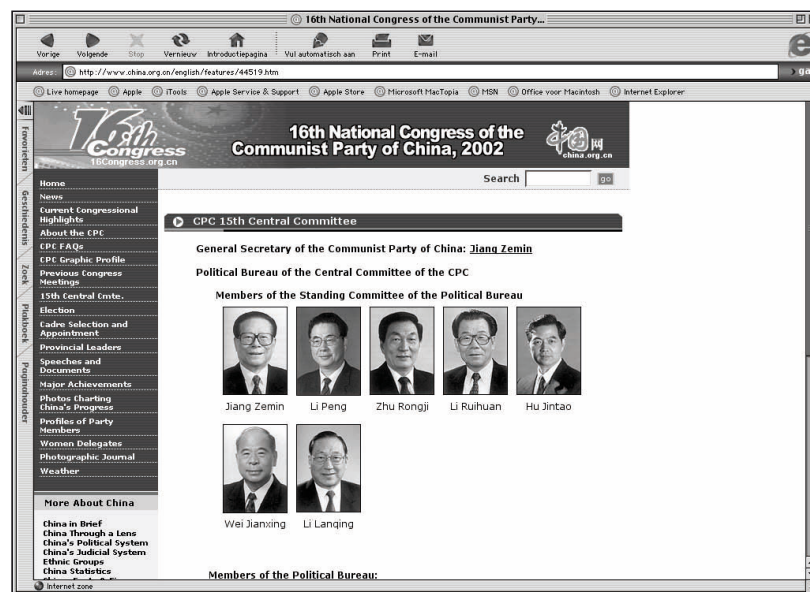 16th National Congress of the Communist Party...
Vorige Volgende Stop Vernieuw Introductiepagina Vul automatisch aan Print E-mail
Adres: http://www.china.org.cn/english/features/44519.htm
Live homepage Apple iTools Apple Service & Support Apple Store Microsoft MacTopia MSN Office voor Macintosh Internet Explorer
Favorieten
Geschiedenis
Zoek
Plakboek
Paginahouder
16th
Congress
16Congress.org.cn
16th National Congress of the
Communist Party of China, 2002
中国网
china.org.cn
Search go
Home
News
Current Congressional
Highlights
About the CPC
CPC FAQs
CPC Graphic Profile
Previous Congress
Meetings
15th Central Cmte.
Election
Cadre Selection and
Appointment
Provincial Leaders
Speeches and
Documents
Major Achievements
Photos Charting
China's Progress
Profiles of Party
Members
Women Delegates
Photographic Journal
Weather
More About China
China in Brief
China Through a Lens
China's Political System
China's Judicial System
Ethnic Groups
China Statistics
CPC 15th Central Committee
General Secretary of the Communist Party of China: Jiang Zemin
Political Bureau of the Central Committee of the CPC
Members of the Standing Committee of the Political Bureau
Jiang Zemin Li Peng Zhu Rongji Li Ruihuan Hu Jintao
Wei Jianxing Li Lanqing
Members of the Political Bureau:
Internet zone